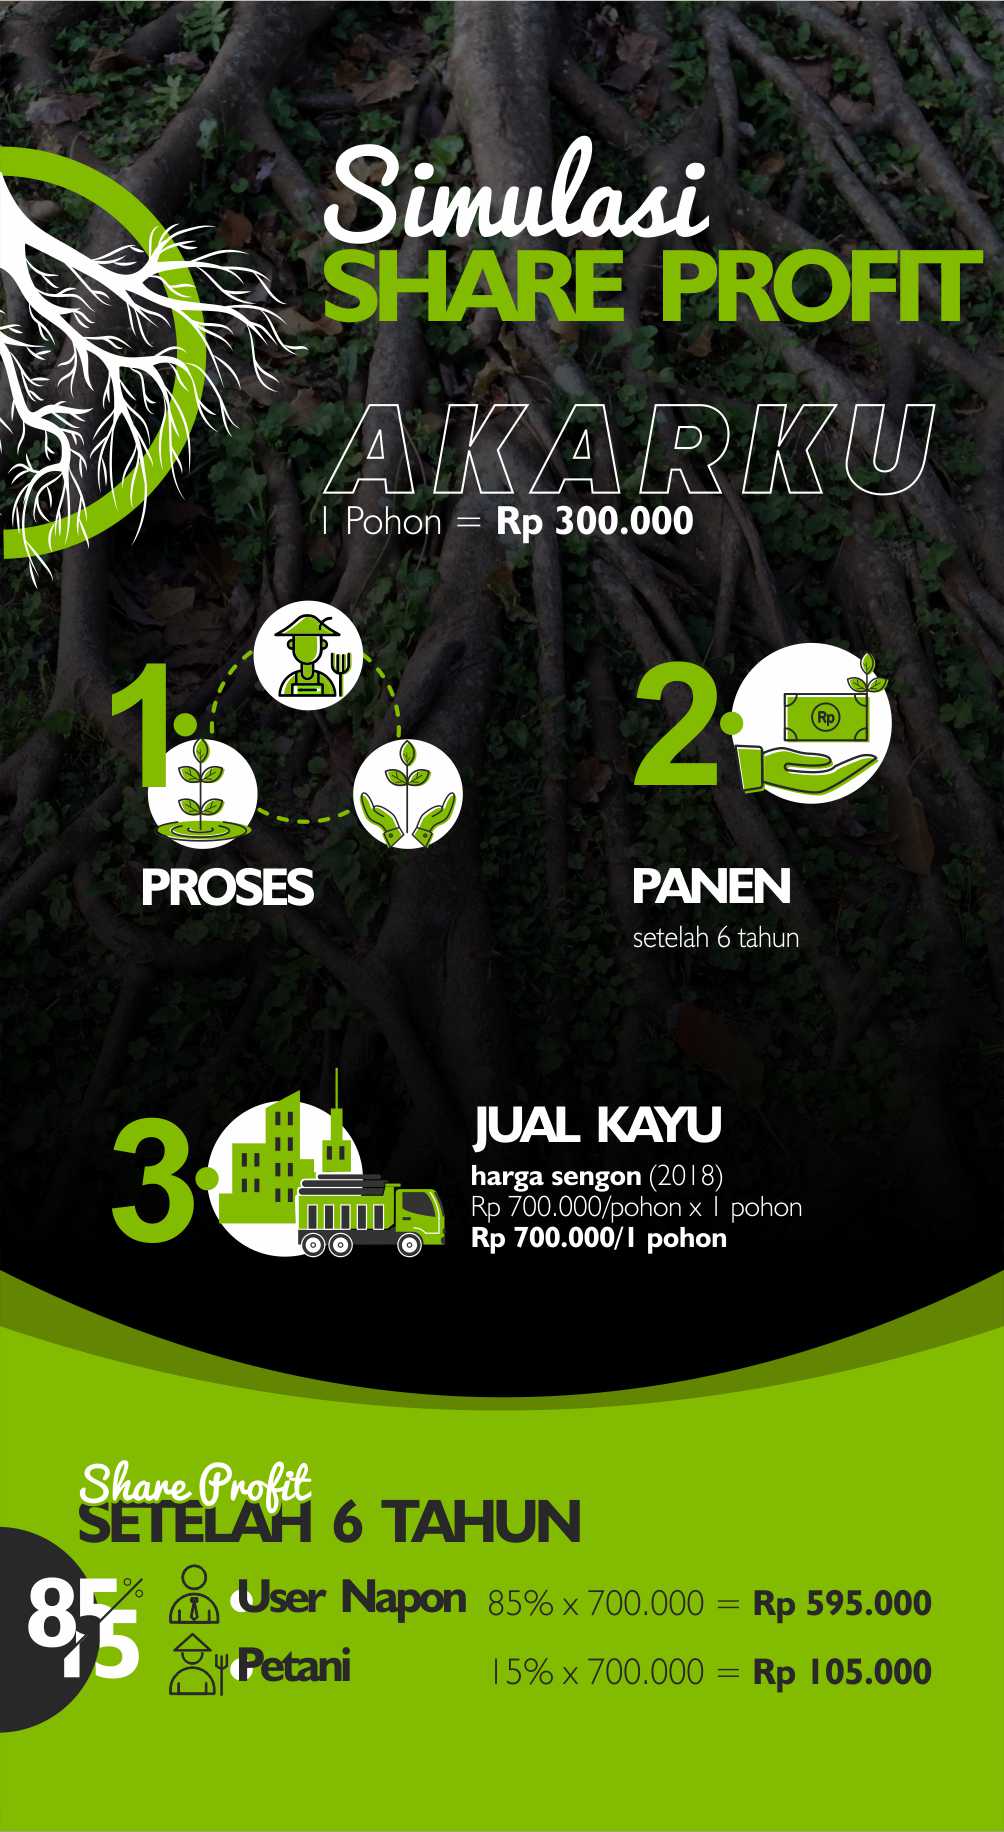 Simulasi
SHARE PROFIT
AKARKU
1 Pohon = Rp 300.000
1
PROSES
2
Rp
PANEN
setelah 6 tahun
3
JUAL KAYU
harga sengon (2018)
Rp 700.000/pohon x 1 pohon
Rp 700.000/1 pohon
Share Profit
SETELAH 6 TAHUN
85/15 %
User Napon 85% x 700.000 = Rp 595.000
Petani 15% x 700.000 = Rp 105.000